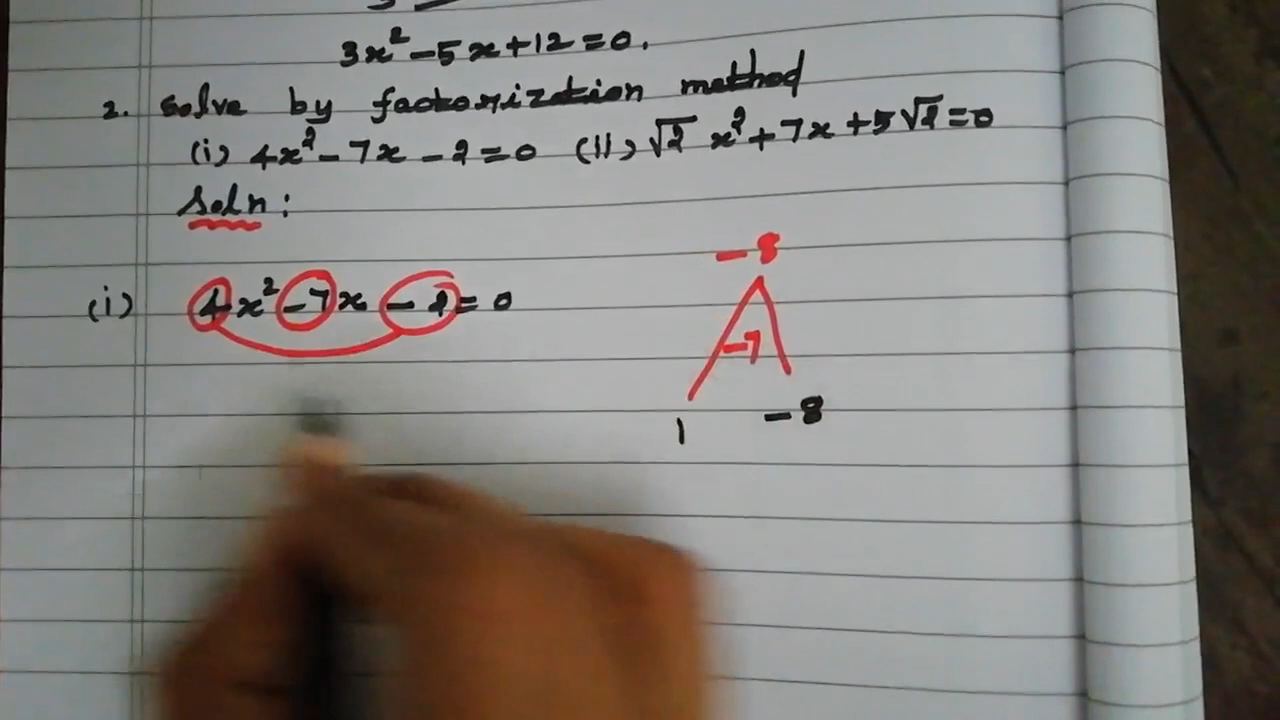 3x² - 5x + 12 = 0.
2. Solve by factorization method
(i) 4x² - 7x - 2 = 0 (ii) √2 x² + 7x + 5√2 = 0
Soln:
(i) 4x² - 7x - 2 = 0
-8
-7
1 -8